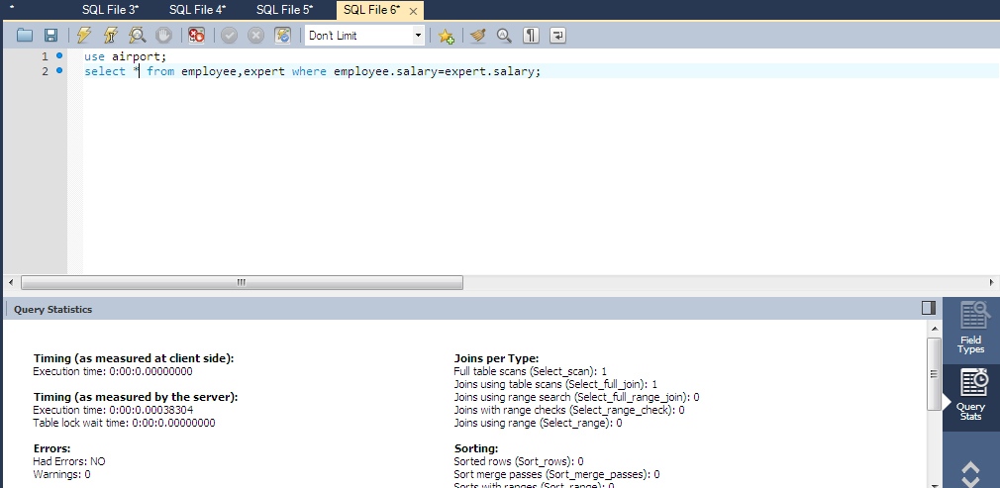 * SQL File 3* SQL File 4* SQL File 5* SQL File 6* ×
Don't Limit
1 use airport;
2 select * from employee,expert where employee.salary=expert.salary;
Query Statistics
Field
Types
Query
Stats
Timing (as measured at client side):
Execution time: 0:00:0.00000000
Timing (as measured by the server):
Execution time: 0:00:0.00038304
Table lock wait time: 0:00:0.00000000
Errors:
Had Errors: NO
Warnings: 0
Joins per Type:
Full table scans (Select_scan): 1
Joins using table scans (Select_full_join): 1
Joins using range search (Select_full_range_join): 0
Joins with range checks (Select_range_check): 0
Joins using range (Select_range): 0
Sorting:
Sorted rows (Sort_rows): 0
Sort merge passes (Sort_merge_passes): 0
Sorts with ranges (Sort_range): 0